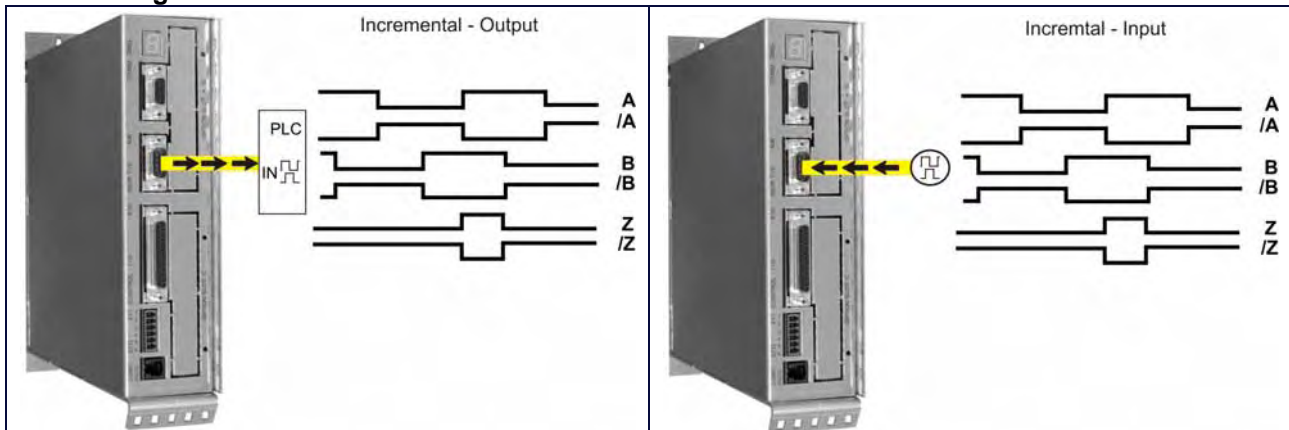 Incremental - Output
PLC
IN
A
/A
B
/B
Z
/Z
Incremtal - Input
A
/A
B
/B
Z
/Z